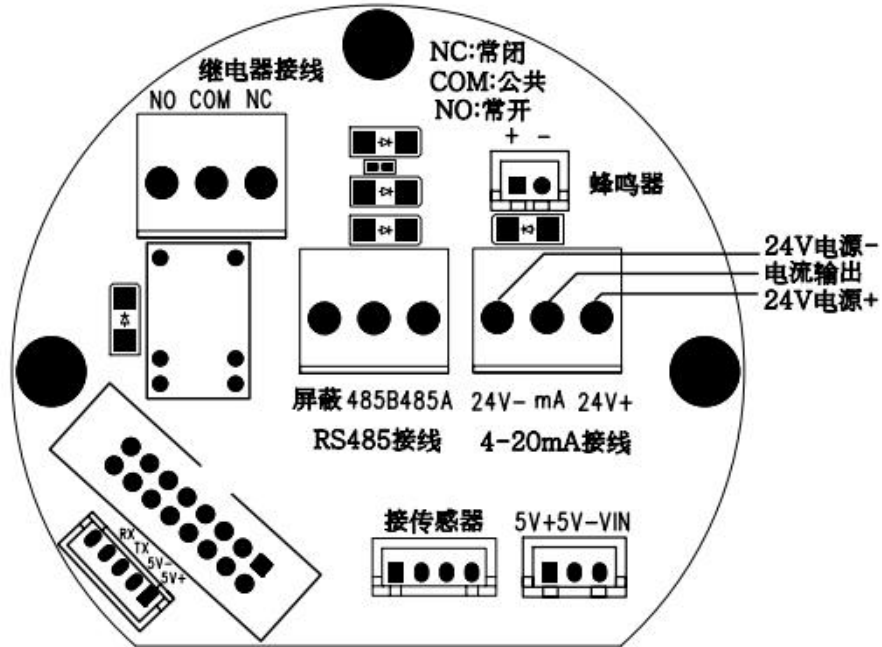 继电器接线
NO COM NC
NC:常闭
COM:公共
NO:常开
+ -
蜂鸣器
24V电源-
电流输出
24V电源+
屏蔽 485B 485A
RS485接线
24V- mA 24V+
4-20mA接线
接传感器
5V+ 5V- VIN
RX
TX
5V-
5V+